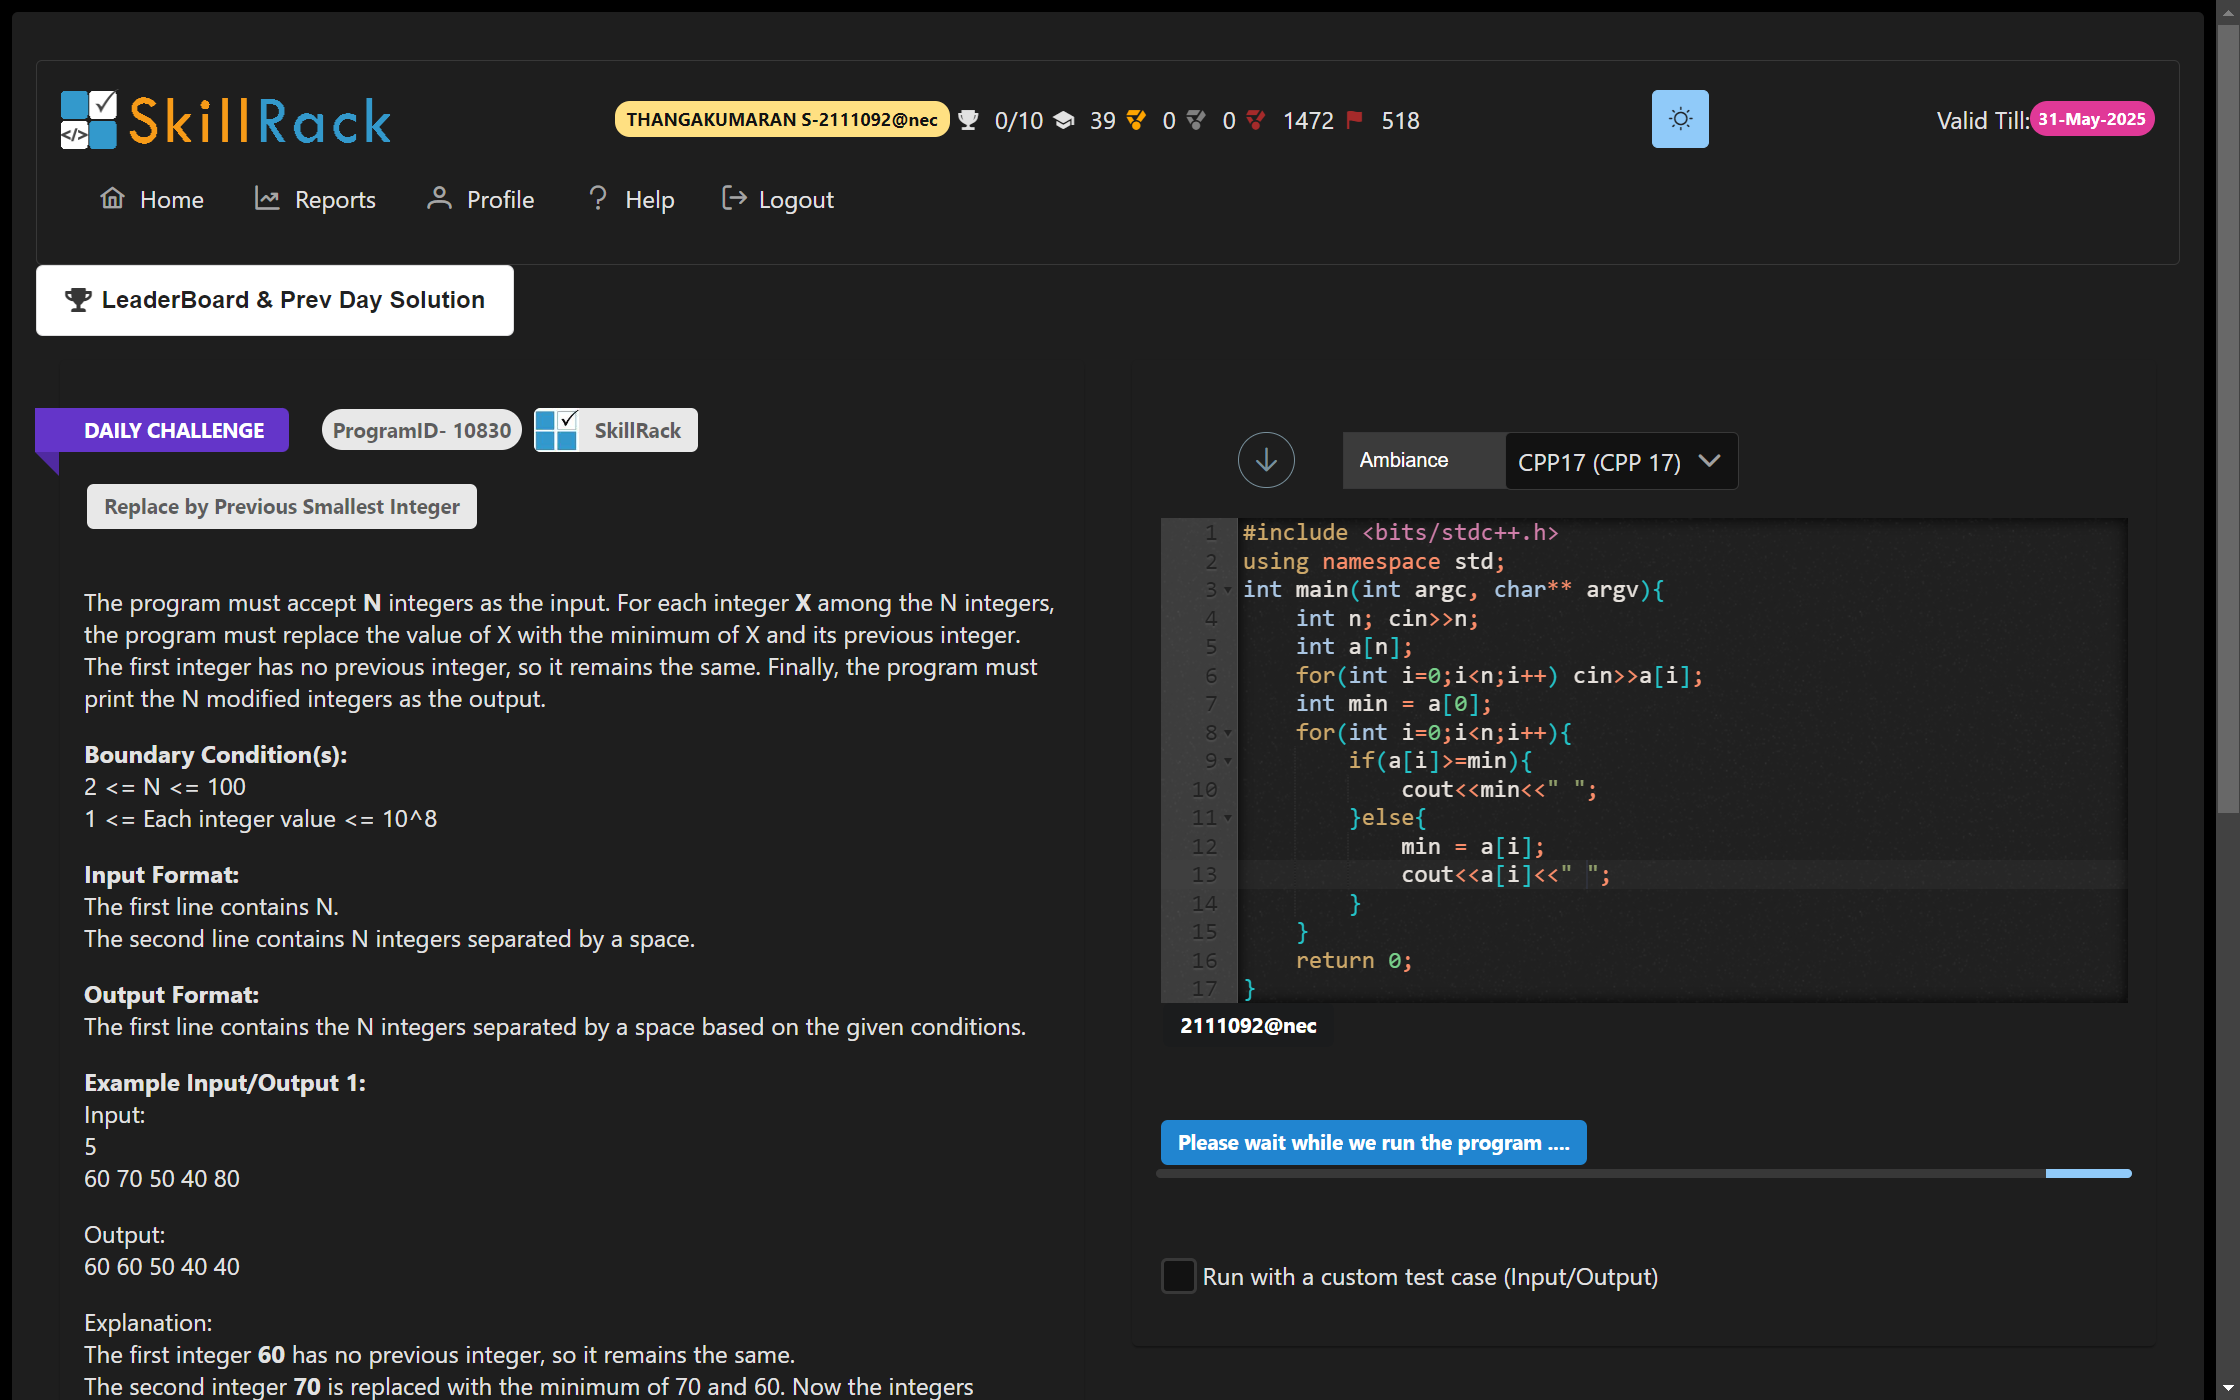 SkillRack
THANGAKUMARAN S-2111092@nec 0/10 39 0 0 1472 518
Valid Till: 31-May-2025
Home Reports Profile ? Help Logout
LeaderBoard & Prev Day Solution
DAILY CHALLENGE ProgramID- 10830 SkillRack
Replace by Previous Smallest Integer
The program must accept N integers as the input. For each integer X among the N integers,
the program must replace the value of X with the minimum of X and its previous integer.
The first integer has no previous integer, so it remains the same. Finally, the program must
print the N modified integers as the output.
Boundary Condition(s):
2 <= N <= 100
1 <= Each integer value <= 10^8
Input Format:
The first line contains N.
The second line contains N integers separated by a space.
Output Format:
The first line contains the N integers separated by a space based on the given conditions.
Example Input/Output 1:
Input:
5
60 70 50 40 80
Output:
60 60 50 40 40
Explanation:
The first integer 60 has no previous integer, so it remains the same.
The second integer 70 is replaced with the minimum of 70 and 60. Now the integers
Ambiance CPP17 (CPP 17)
1 #include <bits/stdc++.h>
2 using namespace std;
3 int main(int argc, char** argv){
4 int n; cin>>n;
5 int a[n];
6 for(int i=0;i<n;i++) cin>>a[i];
7 int min = a[0];
8 for(int i=0;i<n;i++){
9 if(a[i]>=min){
10 cout<<min<<" ";
11 }else{
12 min = a[i];
13 cout<<a[i]<<" ";
14 }
15 }
16 return 0;
17 }
2111092@nec
Please wait while we run the program ....
Run with a custom test case (Input/Output)